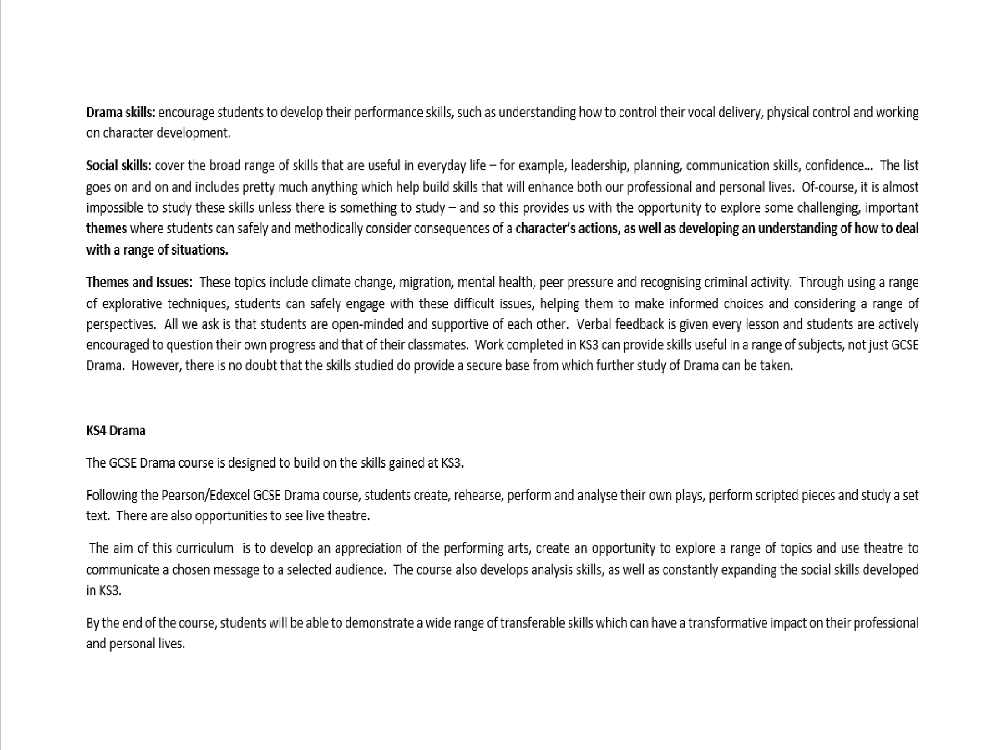 Drama skills: encourage students to develop their performance skills, such as understanding how to control their vocal delivery, physical control and working
on character development.
Social skills: cover the broad range of skills that are useful in everyday life – for example, leadership, planning, communication skills, confidence...  The list
goes on and on and includes pretty much anything which help build skills that will enhance both our professional and personal lives.  Of-course, it is almost
impossible to study these skills unless there is something to study – and so this provides us with the opportunity to explore some challenging, important
themes where students can safely and methodically consider consequences of a character's actions, as well as developing an understanding of how to deal
with a range of situations.
Themes and Issues:  These topics include climate change, migration, mental health, peer pressure and recognising criminal activity.  Through using a range
of explorative techniques, students can safely engage with these difficult issues, helping them to make informed choices and considering a range of
perspectives.  All we ask is that students are open-minded and supportive of each other.  Verbal feedback is given every lesson and students are actively
encouraged to question their own progress and that of their classmates.  Work completed in KS3 can provide skills useful in a range of subjects, not just GCSE
Drama.  However, there is no doubt that the skills studied do provide a secure base from which further study of Drama can be taken.
KS4 Drama
The GCSE Drama course is designed to build on the skills gained at KS3.
Following the Pearson/Edexcel GCSE Drama course, students create, rehearse, perform and analyse their own plays, perform scripted pieces and study a set
text.  There are also opportunities to see live theatre.
The aim of this curriculum  is to develop an appreciation of the performing arts, create an opportunity to explore a range of topics and use theatre to
communicate a chosen message to a selected audience.  The course also develops analysis skills, as well as constantly expanding the social skills developed
in KS3.
By the end of the course, students will be able to demonstrate a wide range of transferable skills which can have a transformative impact on their professional
and personal lives.